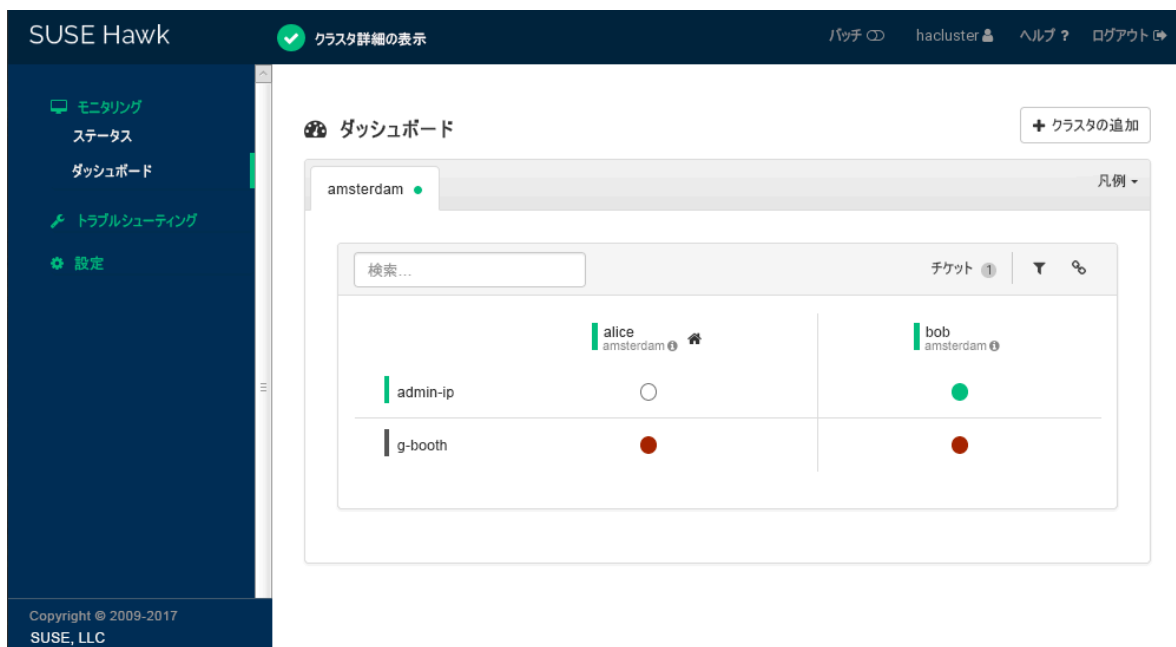 SUSE Hawk
クラスタ詳細の表示
バッチ
hacluster
ヘルプ ?
ログアウト
モニタリング
ステータス
ダッシュボード
トラブルシューティング
設定
ダッシュボード
クラスタの追加
amsterdam
凡例
検索...
チケット 1
alice
amsterdam
bob
amsterdam
admin-ip
g-booth
Copyright © 2009-2017
SUSE, LLC